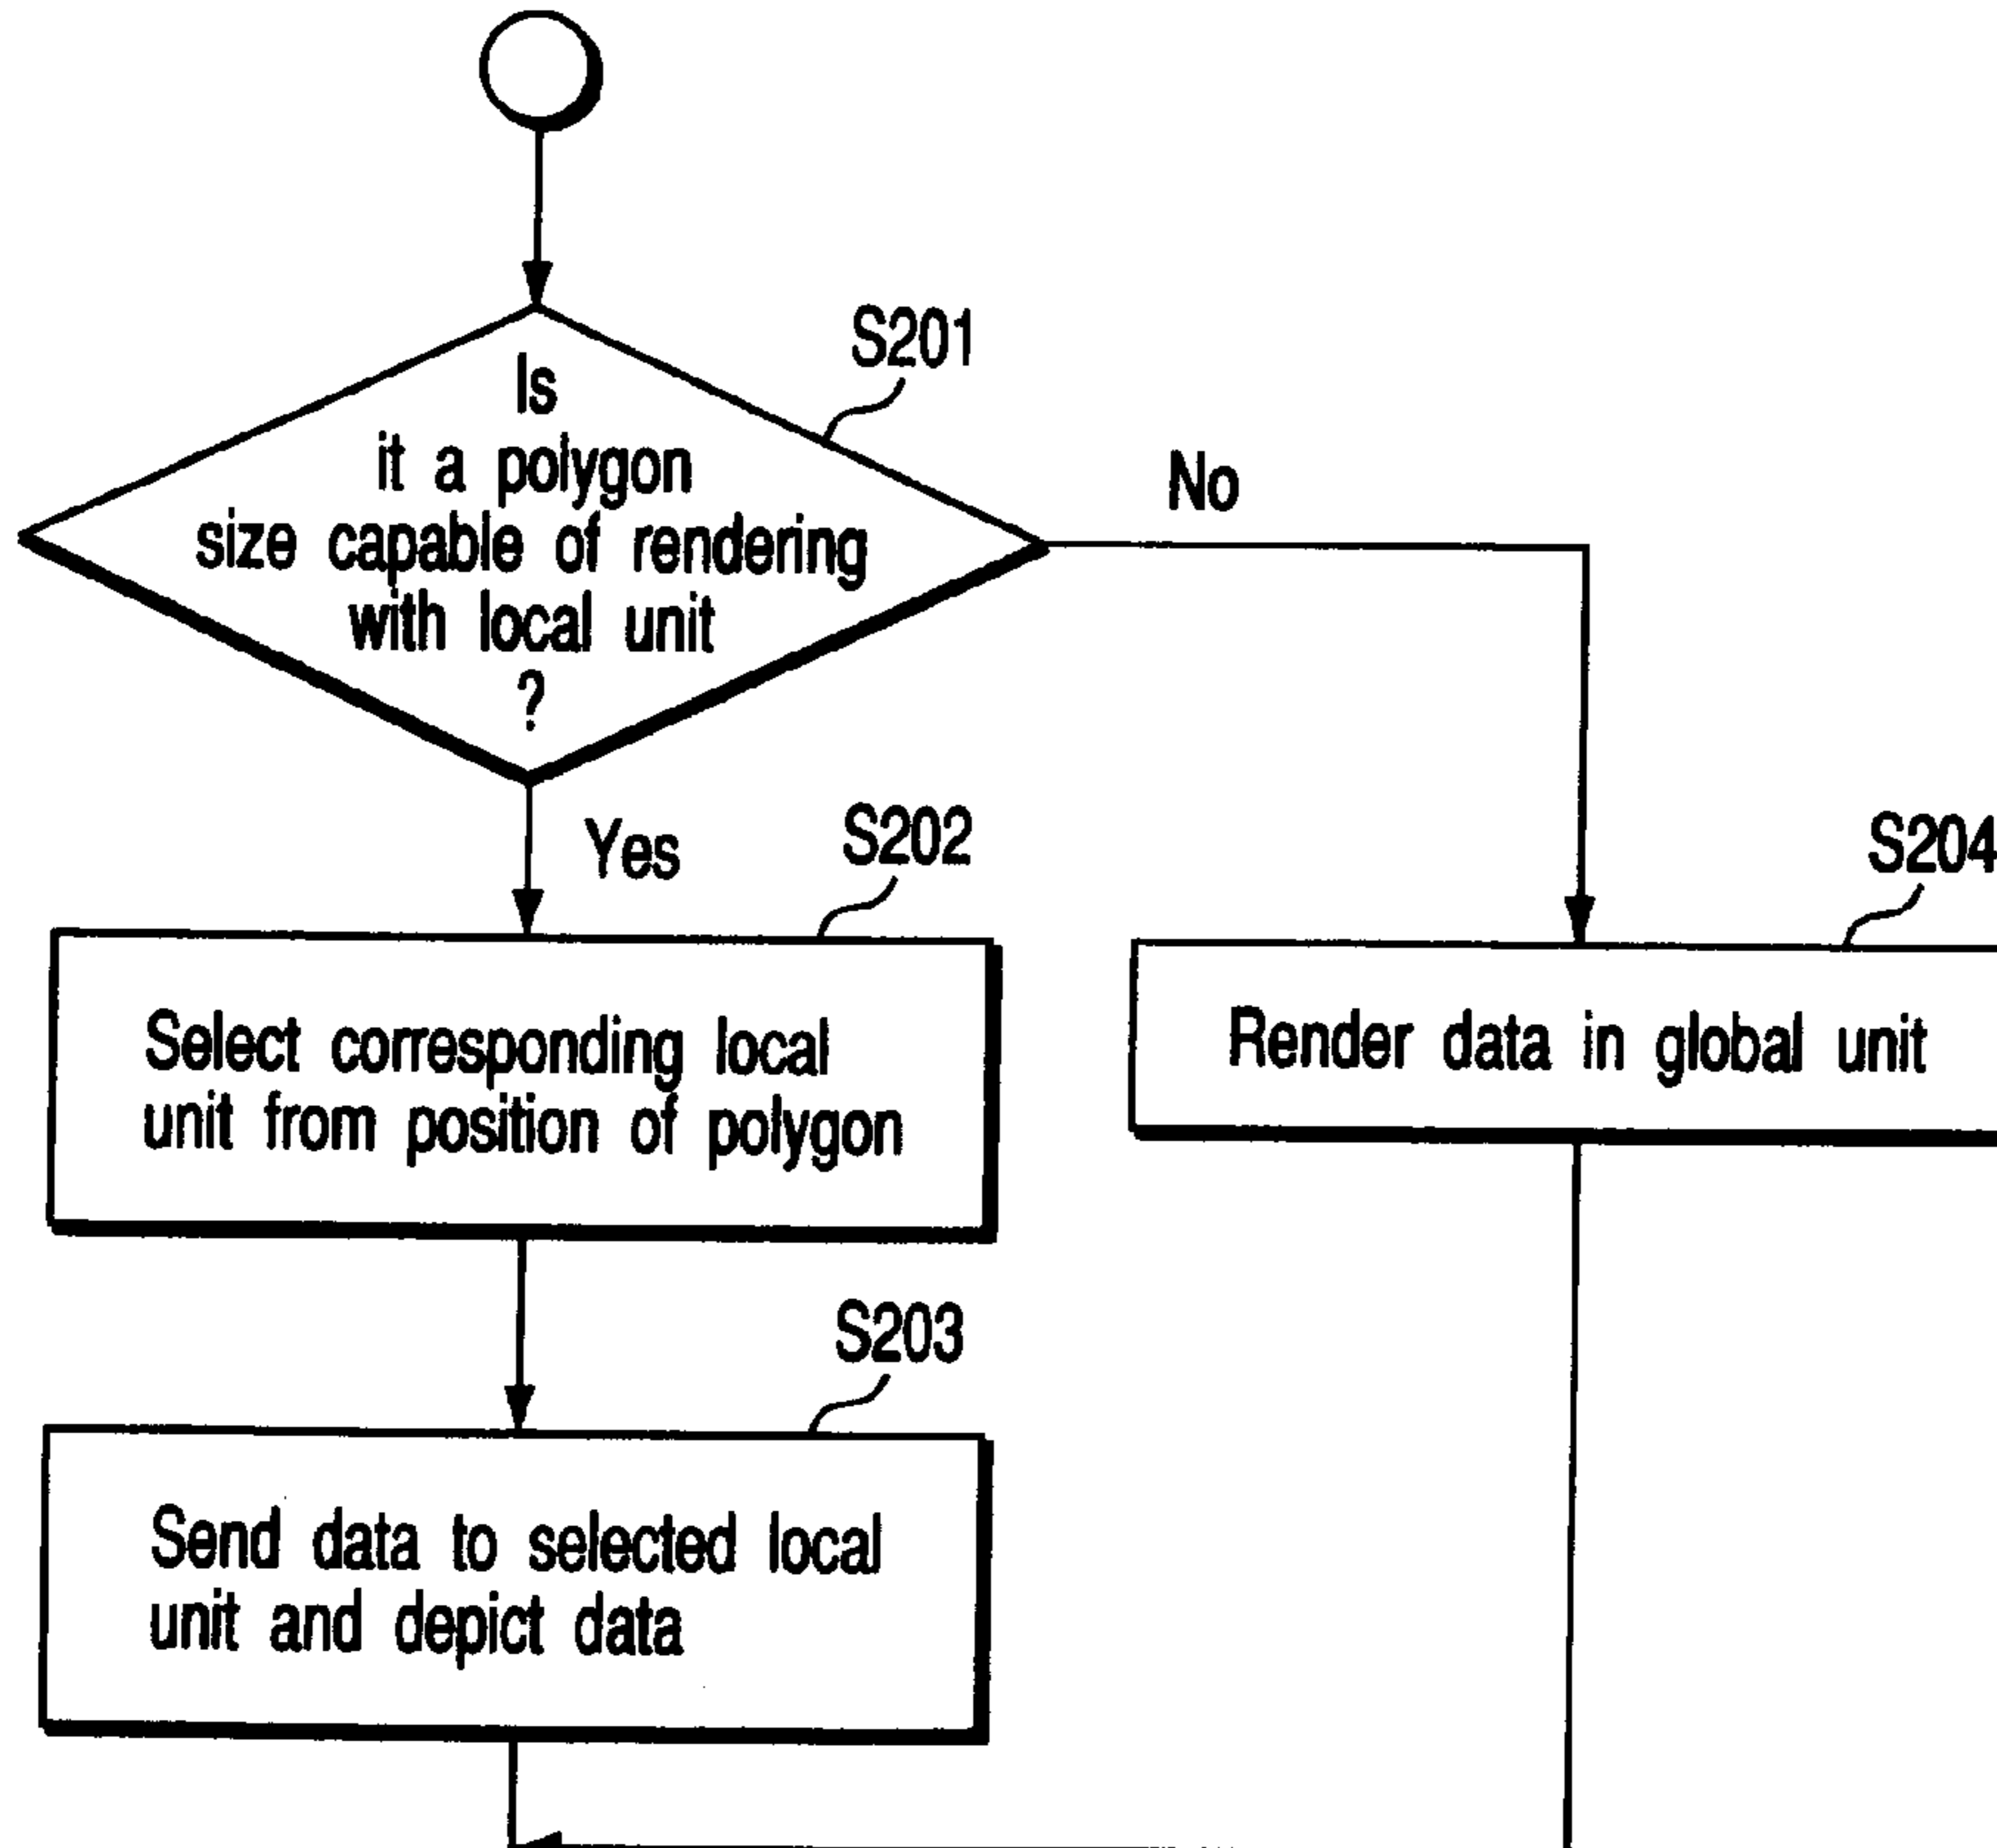 S201
Is
it a polygon
size capable of rendering
with local unit
?
No
Yes
S202
Select corresponding local
unit from position of polygon
S204
Render data in global unit
S203
Send data to selected local
unit and depict data